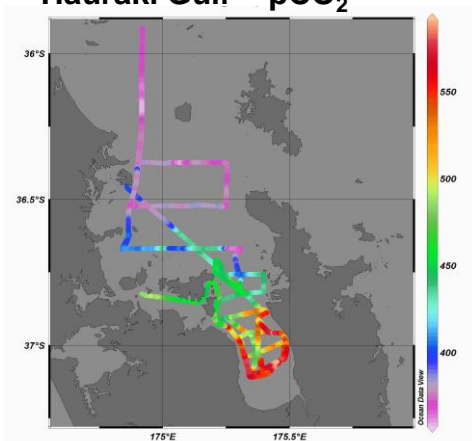 Hauraki Gulf - pCO₂
36°S
36.5°S
37°S
175°E
175.5°E
550
500
450
400
Ocean Data View